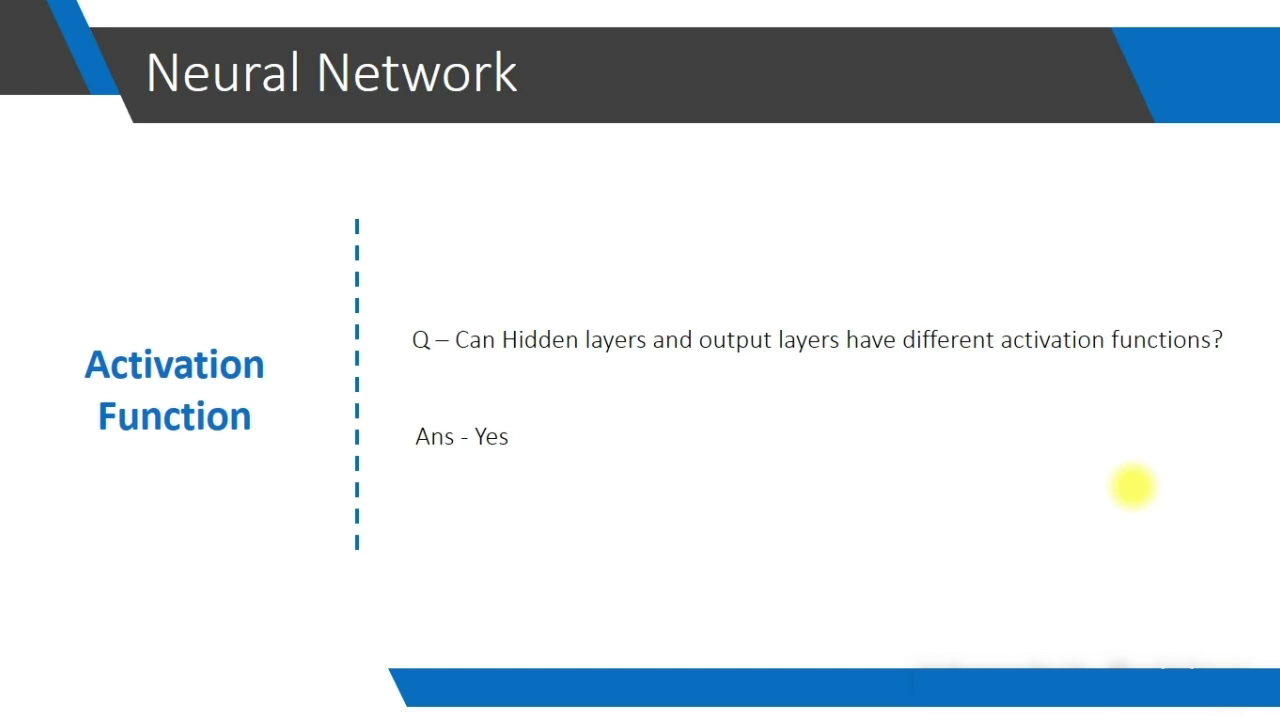 Neural Network
Activation
Function
Q – Can Hidden layers and output layers have different activation functions?
Ans - Yes